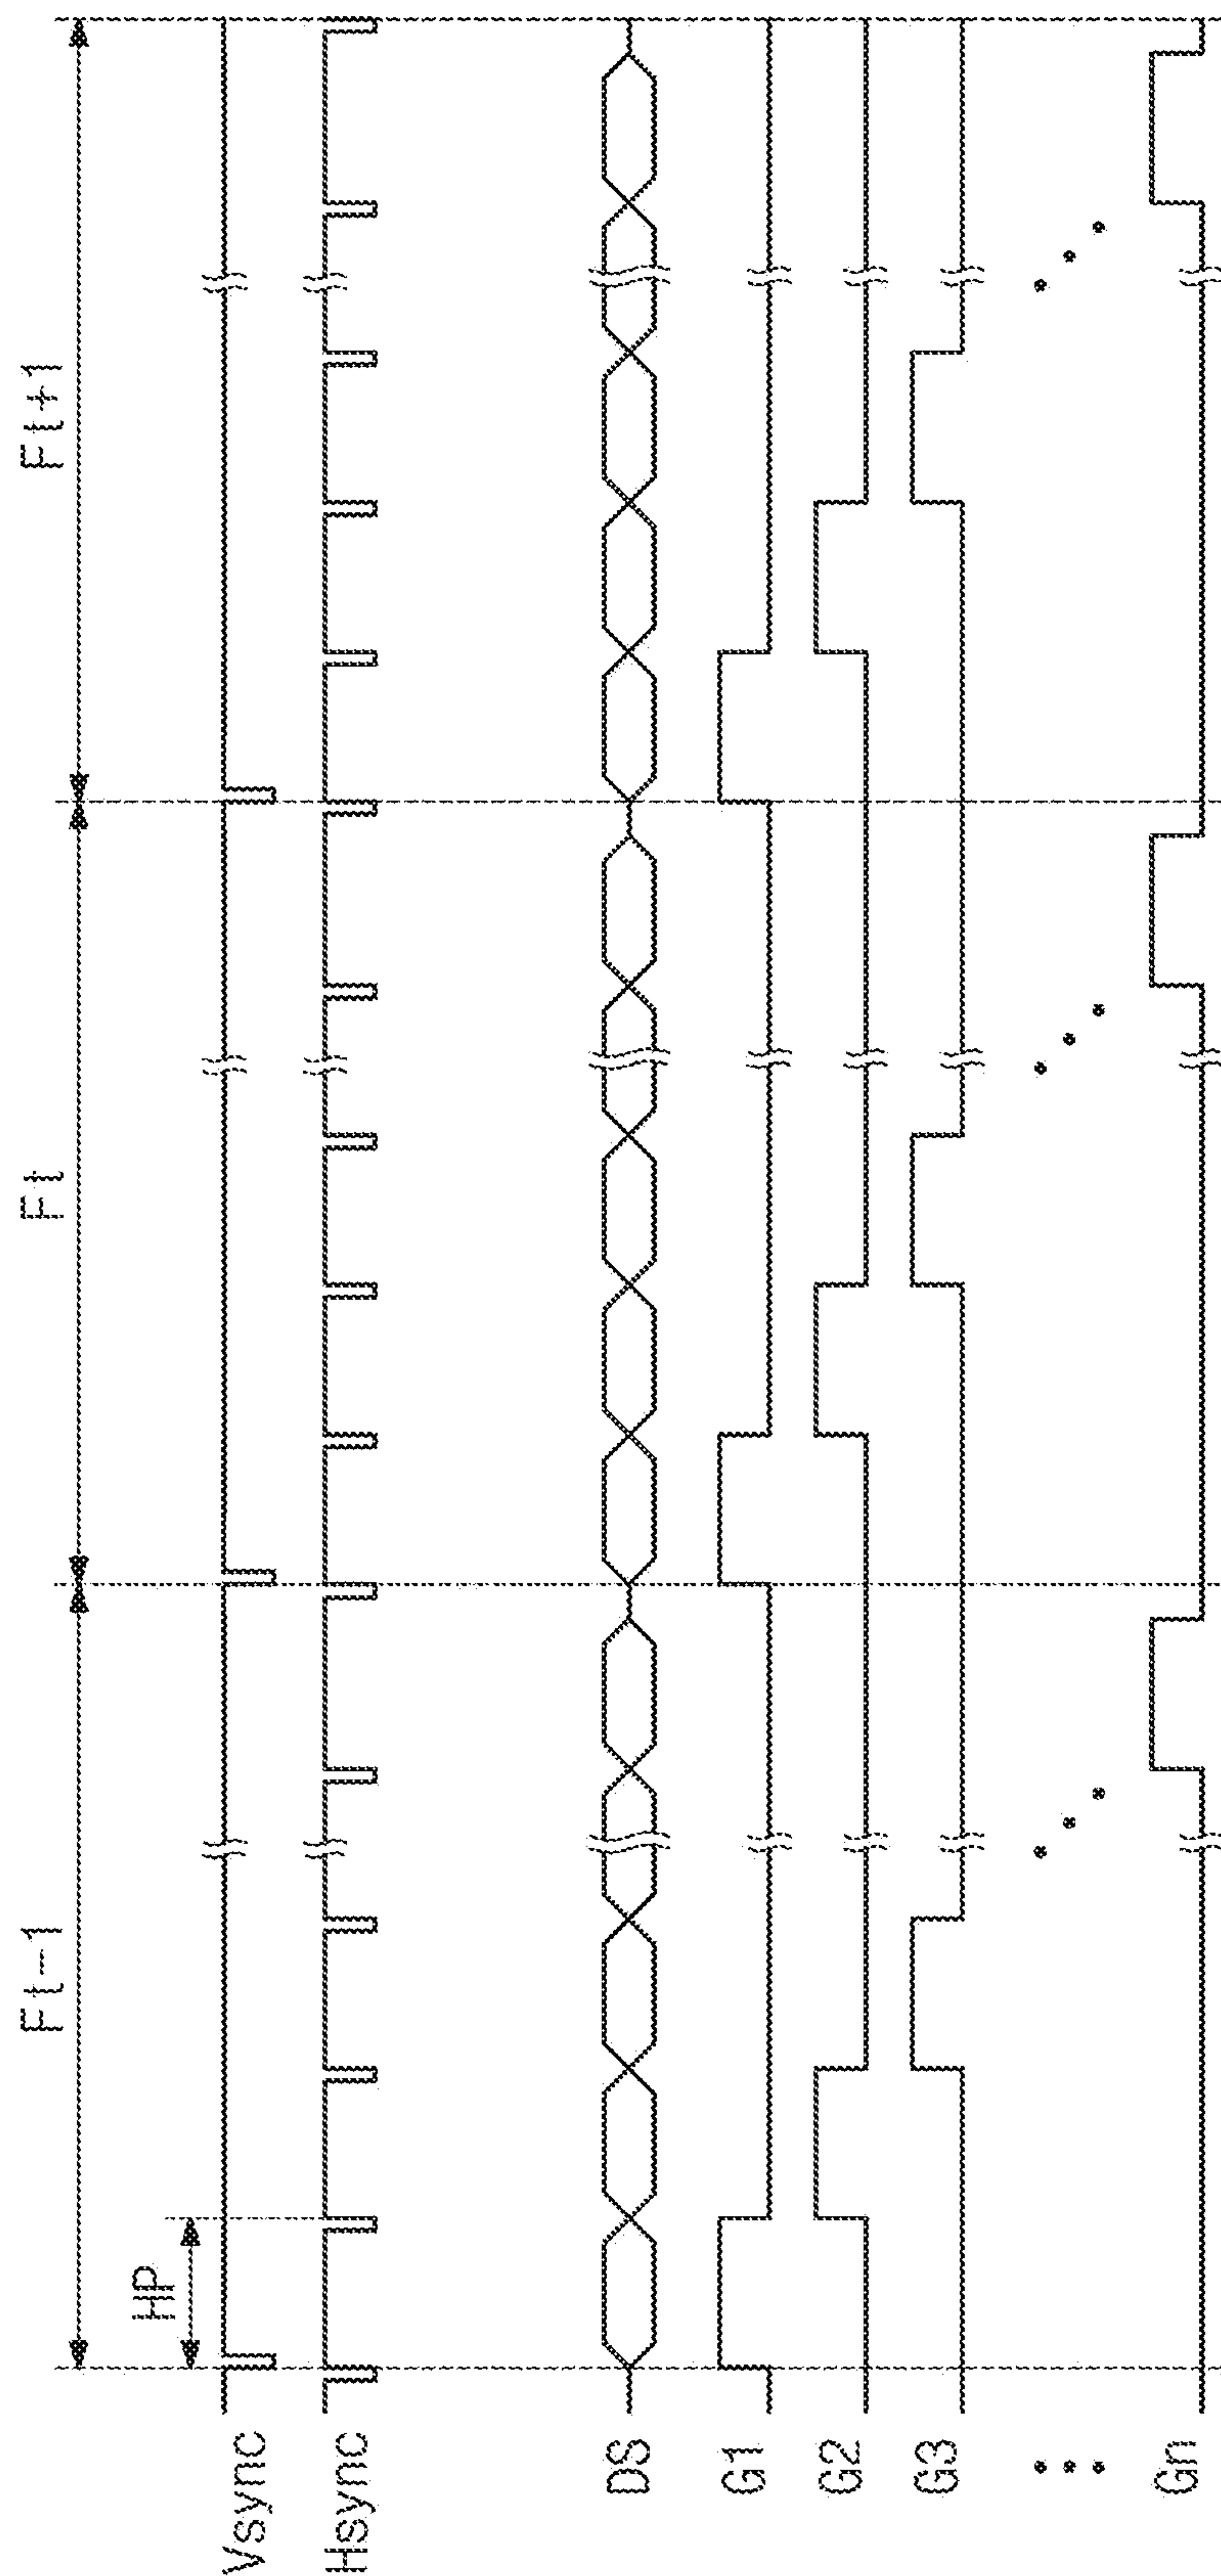 Ft-1
Ft
Ft+1
HP
Vsync
Hsync
DS
G1
G2
G3
Gn